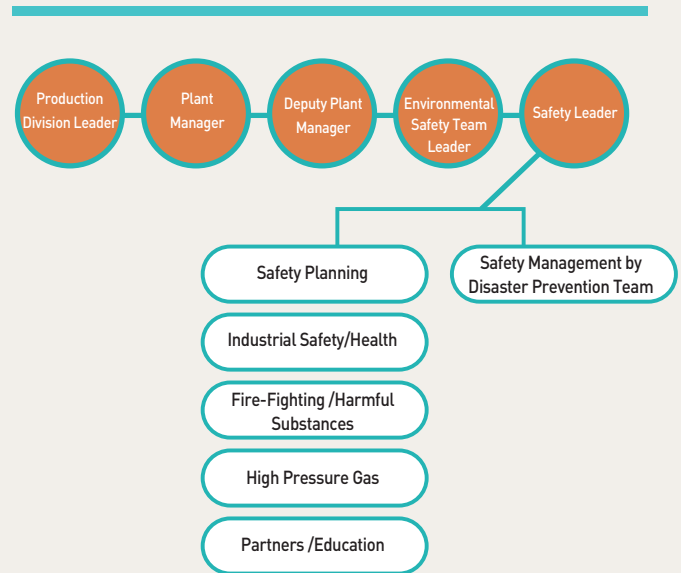 Production
Division Leader
Plant
Manager
Deputy Plant
Manager
Environmental
Safety Team
Leader
Safety Leader
Safety Planning
Safety Management by
Disaster Prevention Team
Industrial Safety/Health
Fire-Fighting /Harmful
Substances
High Pressure Gas
Partners /Education